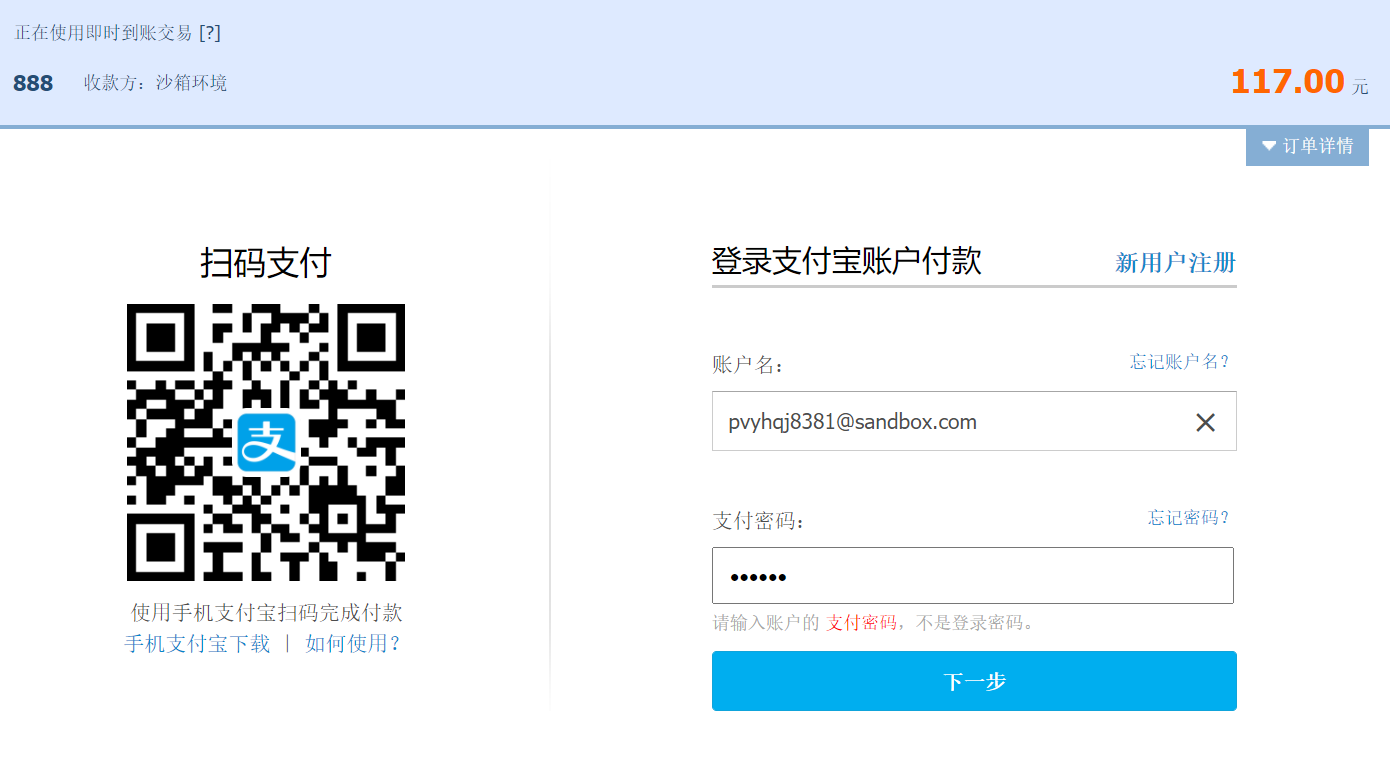 正在使用即时到账交易 [?]
888 收款方：沙箱环境
117.00 元
订单详情
扫码支付
支
使用手机支付宝扫码完成付款
手机支付宝下载 | 如何使用？
登录支付宝账户付款 新用户注册
账户名： 忘记账户名？
pvyhqj8381@sandbox.com
支付密码： 忘记密码？
••••••
请输入账户的 支付密码，不是登录密码。
下一步